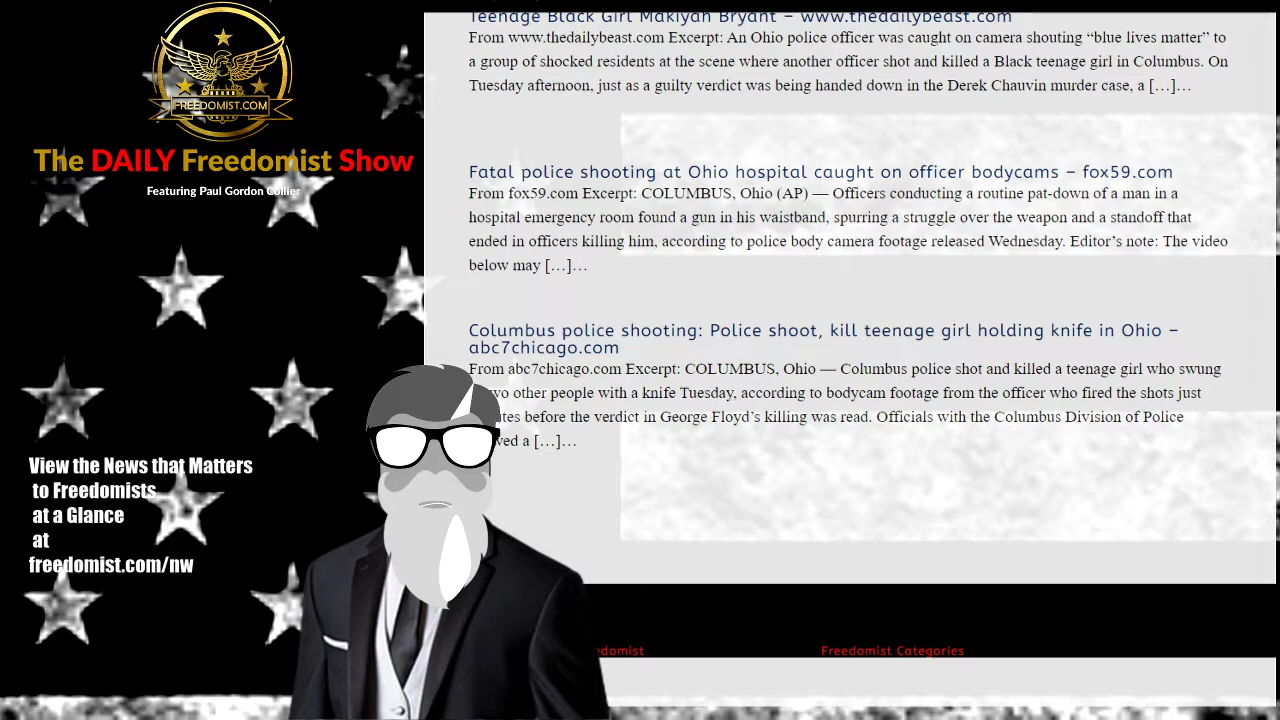 FREEDOMIST.COM
The DAILY Freedomist Show
Featuring Paul Gordon Collier
View the News that Matters
to Freedomists
at a Glance
at
freedomist.com/nw
Teenage Black Girl Makiyah Bryant – www.thedailybeast.com
From www.thedailybeast.com Excerpt: An Ohio police officer was caught on camera shouting “blue lives matter” to
a group of shocked residents at the scene where another officer shot and killed a Black teenage girl in Columbus. On
Tuesday afternoon, just as a guilty verdict was being handed down in the Derek Chauvin murder case, a […]…
Fatal police shooting at Ohio hospital caught on officer bodycams – fox59.com
From fox59.com Excerpt: COLUMBUS, Ohio (AP) — Officers conducting a routine pat-down of a man in a
hospital emergency room found a gun in his waistband, spurring a struggle over the weapon and a standoff that
ended in officers killing him, according to police body camera footage released Wednesday. Editor’s note: The video
below may […]…
Columbus police shooting: Police shoot, kill teenage girl holding knife in Ohio –
abc7chicago.com
From abc7chicago.com Excerpt: COLUMBUS, Ohio — Columbus police shot and killed a teenage girl who swung
other people with a knife Tuesday, according to bodycam footage from the officer who fired the shots just
before the verdict in George Floyd’s killing was read. Officials with the Columbus Division of Police
a […]…
Freedomist Categories